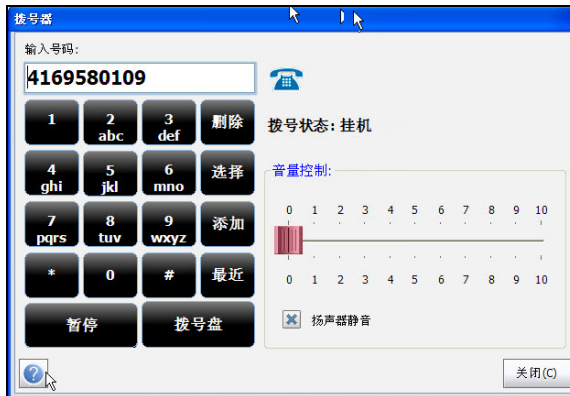 拨号器
输入号码:
4169580109
1 2 3 删除
abc def
拨号状态: 挂机
4 5 6 选择
ghi jkl mno
音量控制:
7 8 9 添加
pqrs tuv wxyz
0 1 2 3 4 5 6 7 8 9 10
* 0 # 最近
0 1 2 3 4 5 6 7 8 9 10
暂停 拨号盘
扬声器静音
?
关闭(C)